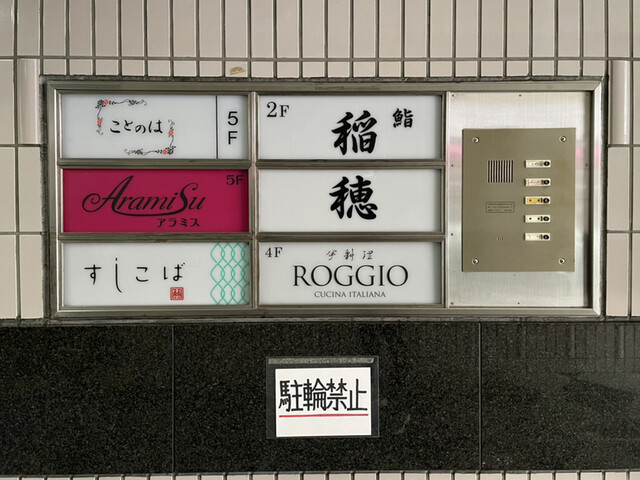 ことのは
5F
AramiSu
5F
アラミス
すしこば
2F
鮨
稲
穂
4F
伊料理
ROGGIO
CUCINA ITALIANA
駐輪禁止